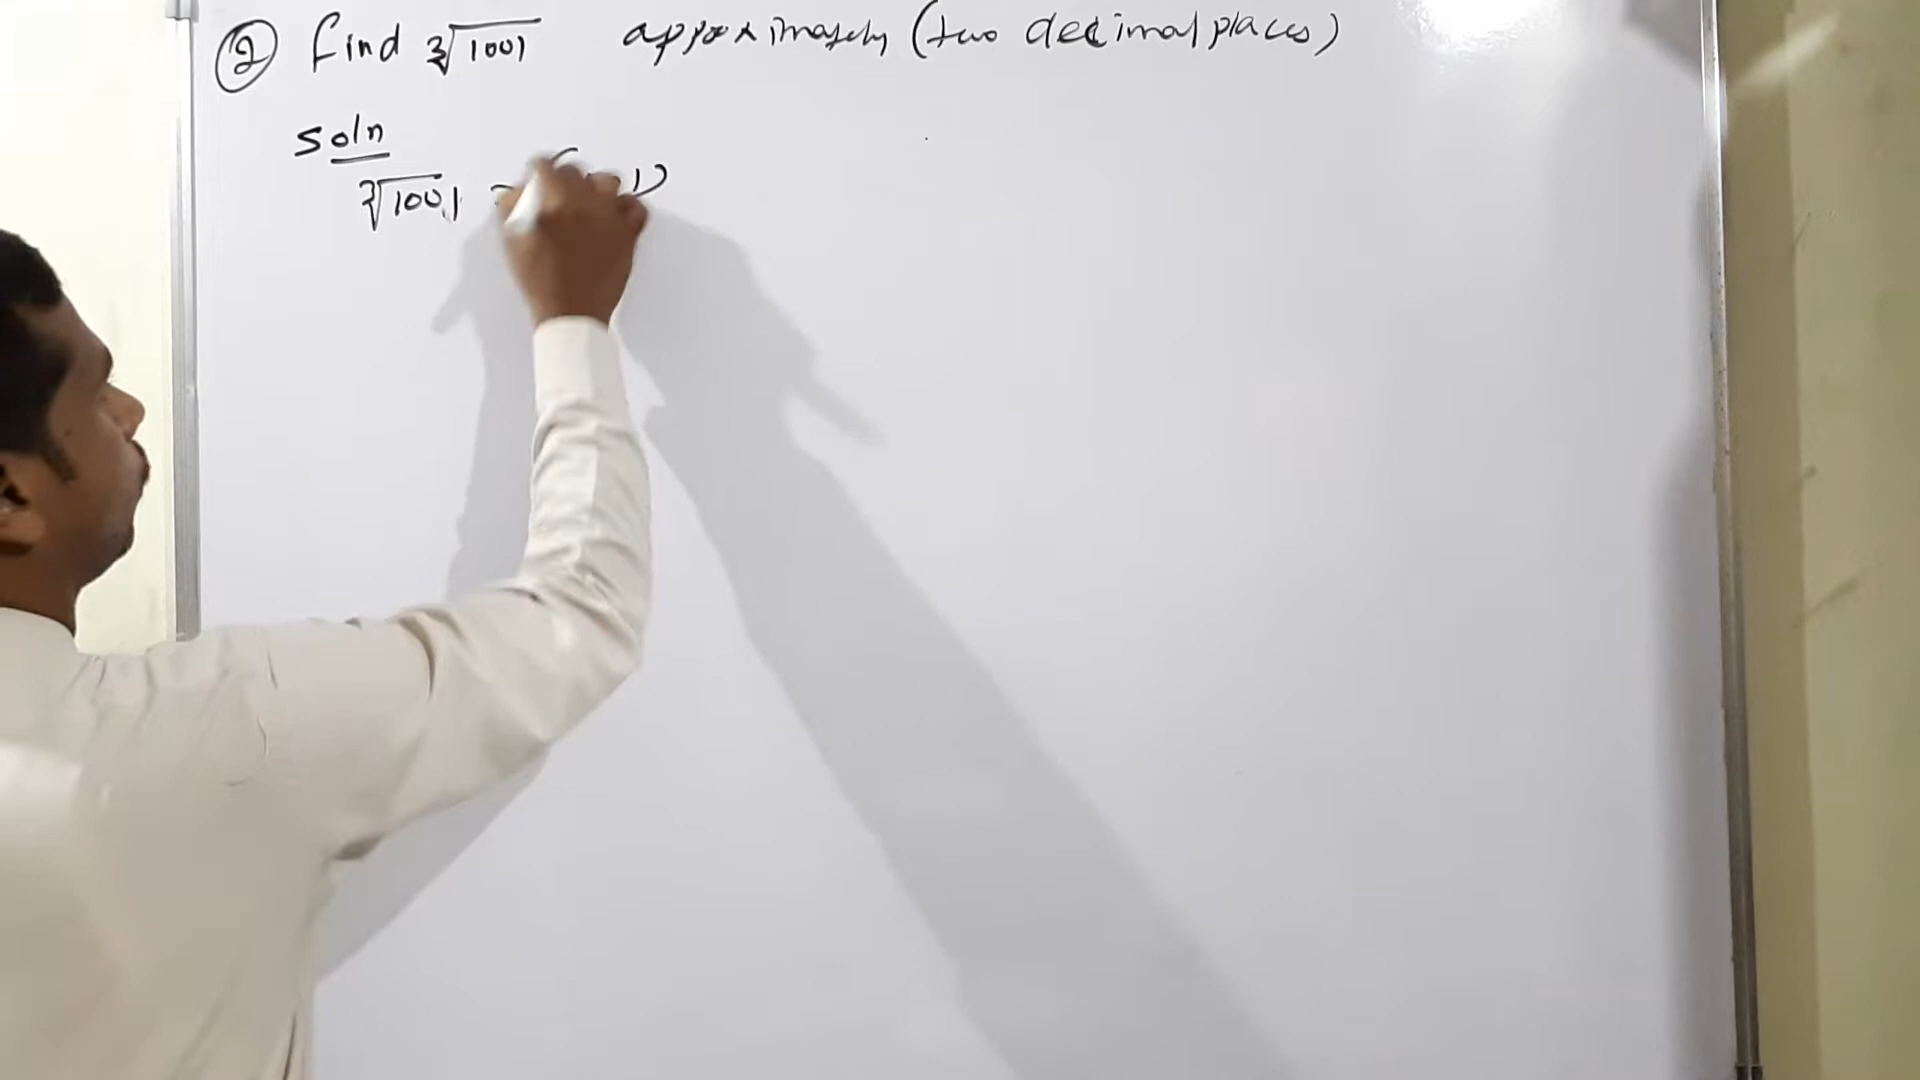 ② Find ∛1001 approximately (two decimal places)
Soln
∛1001